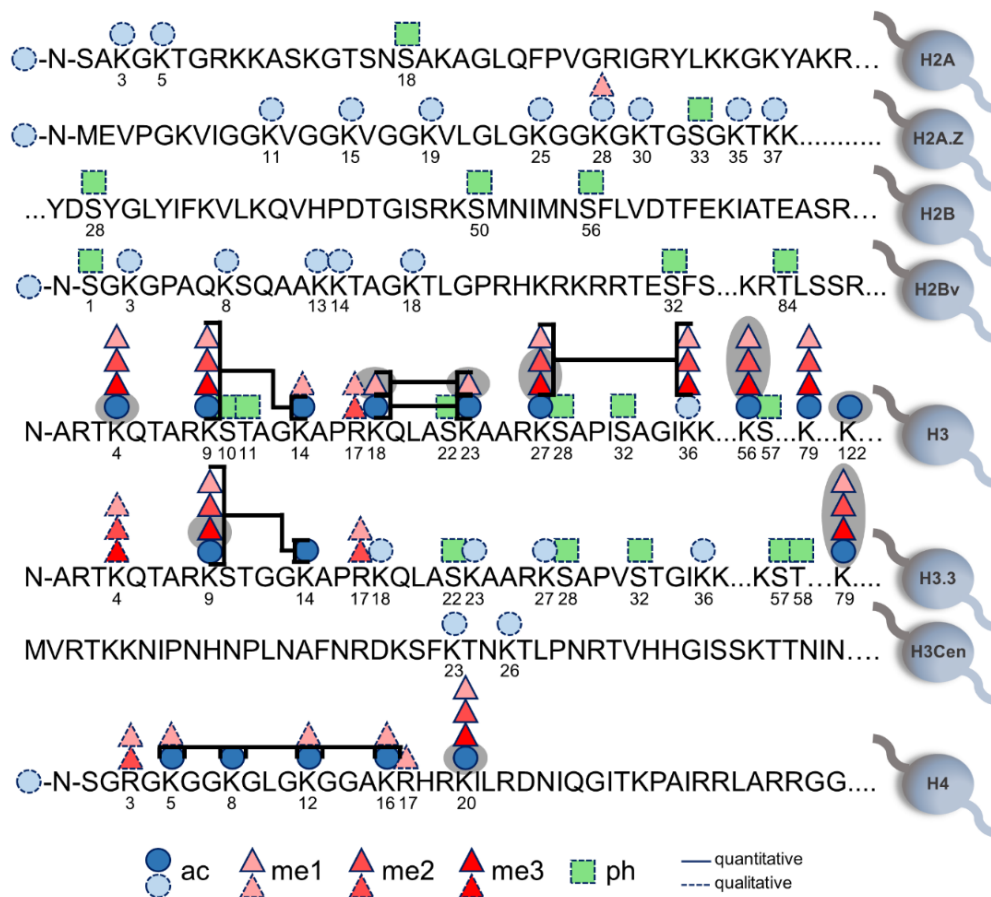 -N-SAKGKTGRKKASKGTSNSAKAGLQFPVGRIGRYLKKGKYAKR... H2A
3 5 18
-N-MEVPGKVIGGKVGGKVGGKVLGLGKGGKGKTGSGKTKK.......... H2A.Z
11 15 19 25 28 30 33 35 37
...YDSYGLYIFKVLKQVHPDTGISRKSMNIMNSFLVDTFEKIATEASR... H2B
28 50 56
-N-SGKGPAQKSQAAKKTAGKTLGPRHKRKRRTESFS...KRTLSSR... H2Bv
1 3 8 13 14 18 32 84
N-ARTKQTARKSTAGKAPRKQLASKAARKSAPISAGIKK...KS...K...K... H3
4 9 10 11 14 17 18 22 23 27 28 32 36 56 57 79 122
N-ARTKQTARKSTGGKAPRKQLASKAARKSAPVSTGIKK...KST...K.... H3.3
4 9 14 17 18 22 23 27 28 32 36 57 58 79
MVRTKKNIPNHNPLNAFNRDKSFKTNKTLPNRTVHHGISSKTTNIN.... H3Cen
23 26
-N-SGRGKGGKGLGKGGAKRHRKILRDNIQGITKPAIRRLARRGG.... H4
3 5 8 12 16 17 20
ac me1 me2 me3 ph quantitative
qualitative